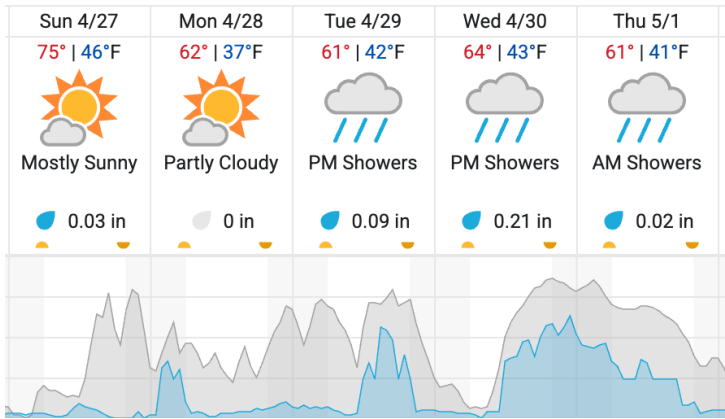 Sun 4/27 Mon 4/28 Tue 4/29 Wed 4/30 Thu 5/1
75° | 46°F 62° | 37°F 61° | 42°F 64° | 43°F 61° | 41°F
Mostly Sunny Partly Cloudy PM Showers PM Showers AM Showers
0.03 in 0 in 0.09 in 0.21 in 0.02 in